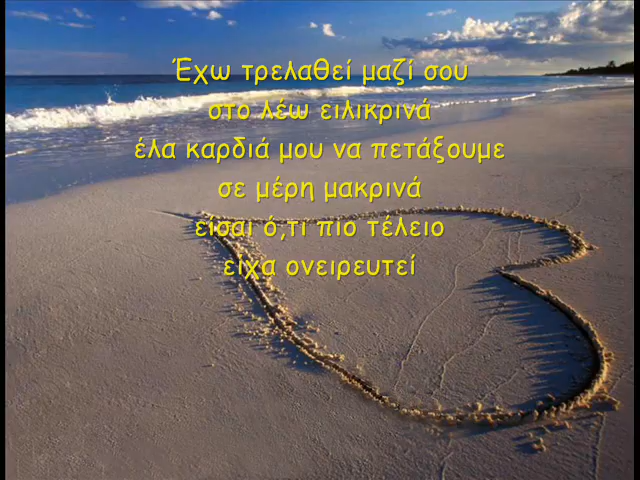 Έχω τρελαθεί μαζί σου
στο λέω ειλικρινά
έλα καρδιά μου να πετάξουμε
σε μέρη μακρινά
είσαι ό,τι πιο τέλειο
είχα ονειρευτεί